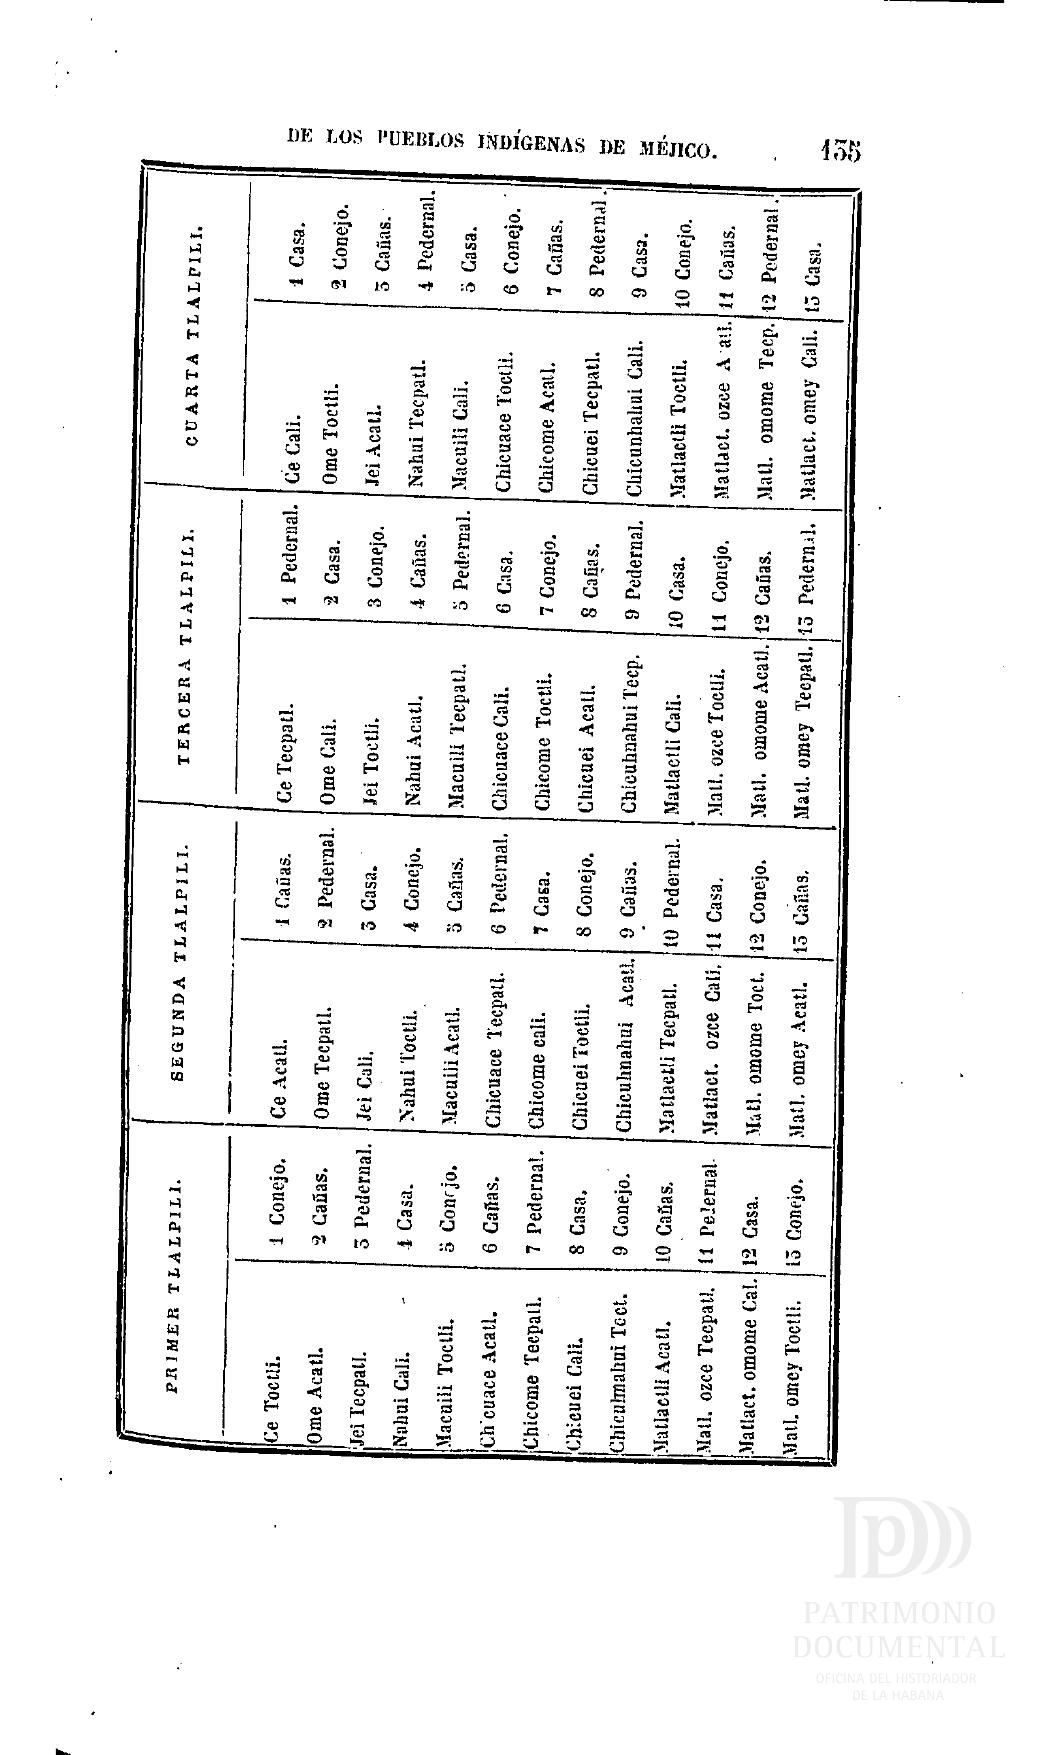 DE LOS PUEBLOS INDÍGENAS DE MÉJICO. 135
PRIMER TLALPILI. SEGUNDA TLALPILI. TERCERA TLALPILI. CUARTA TLALPILI.
Ce Toctli. 1 Conejo. Ce Acatl. 1 Cañas. Ce Tecpatl. 1 Pedernal. Ce Cali. 1 Casa.
Ome Acatl. 2 Cañas. Ome Tecpatl. 2 Pedernal. Ome Cali. 2 Casa. Ome Toctli. 2 Conejo.
Jei Tecpatl. 3 Pedernal. Jei Cali. 3 Casa. Jei Toctli. 3 Conejo. Jei Acatl. 3 Cañas.
Nahui Cali. 4 Casa. Nahui Toctli. 4 Conejo. Nahui Acatl. 4 Cañas. Nahui Tecpatl. 4 Pedernal.
Macuili Toctli. 5 Conejo. Macuili Acatl. 5 Cañas. Macuili Tecpatl. 5 Pedernal. Macuili Cali. 5 Casa.
Chicuace Acatl. 6 Cañas. Chicuace Tecpatl. 6 Pedernal. Chicuace Cali. 6 Casa. Chicuace Toctli. 6 Conejo.
Chicome Tecpatl. 7 Pedernal. Chicome cali. 7 Casa. Chicome Toctli. 7 Conejo. Chicome Acatl. 7 Cañas.
Chicuei Cali. 8 Casa. Chicuei Toctli. 8 Conejo. Chicuei Acatl. 8 Cañas. Chicuei Tecpatl. 8 Pedernal.
Chiculmahui Toct. 9 Conejo. Chicuhnahui Acatl. 9 Cañas. Chicuhnahui Tecp. 9 Pedernal. Chicunhahui Cali. 9 Casa.
Matlactli Acatl. 10 Cañas. Matlactli Tecpatl. 10 Pedernal. Matlactli Cali. 10 Casa. Matlactli Toctli. 10 Conejo.
Matl. ozce Tecpatl. 11 Pedernal. Matlact. ozce Cali. 11 Casa. Matl. ozce Toctli. 11 Conejo. Matlact. ozce Acatl. 11 Cañas.
Matlact. omome Cal. 12 Casa. Matl. omome Toct. 12 Conejo. Matl. omome Acatl. 12 Cañas. Matl. omome Tecp. 12 Pedernal.
Matl. omey Toctli. 13 Conejo. Matl. omey Acatl. 13 Cañas. Matl. omey Tecpatl. 13 Pedernal. Matlact. omey Cali. 13 Casa.
PATRIMONIO
DOCUMENTAL
OFICINA DEL HISTORIADOR
DE LA HABANA